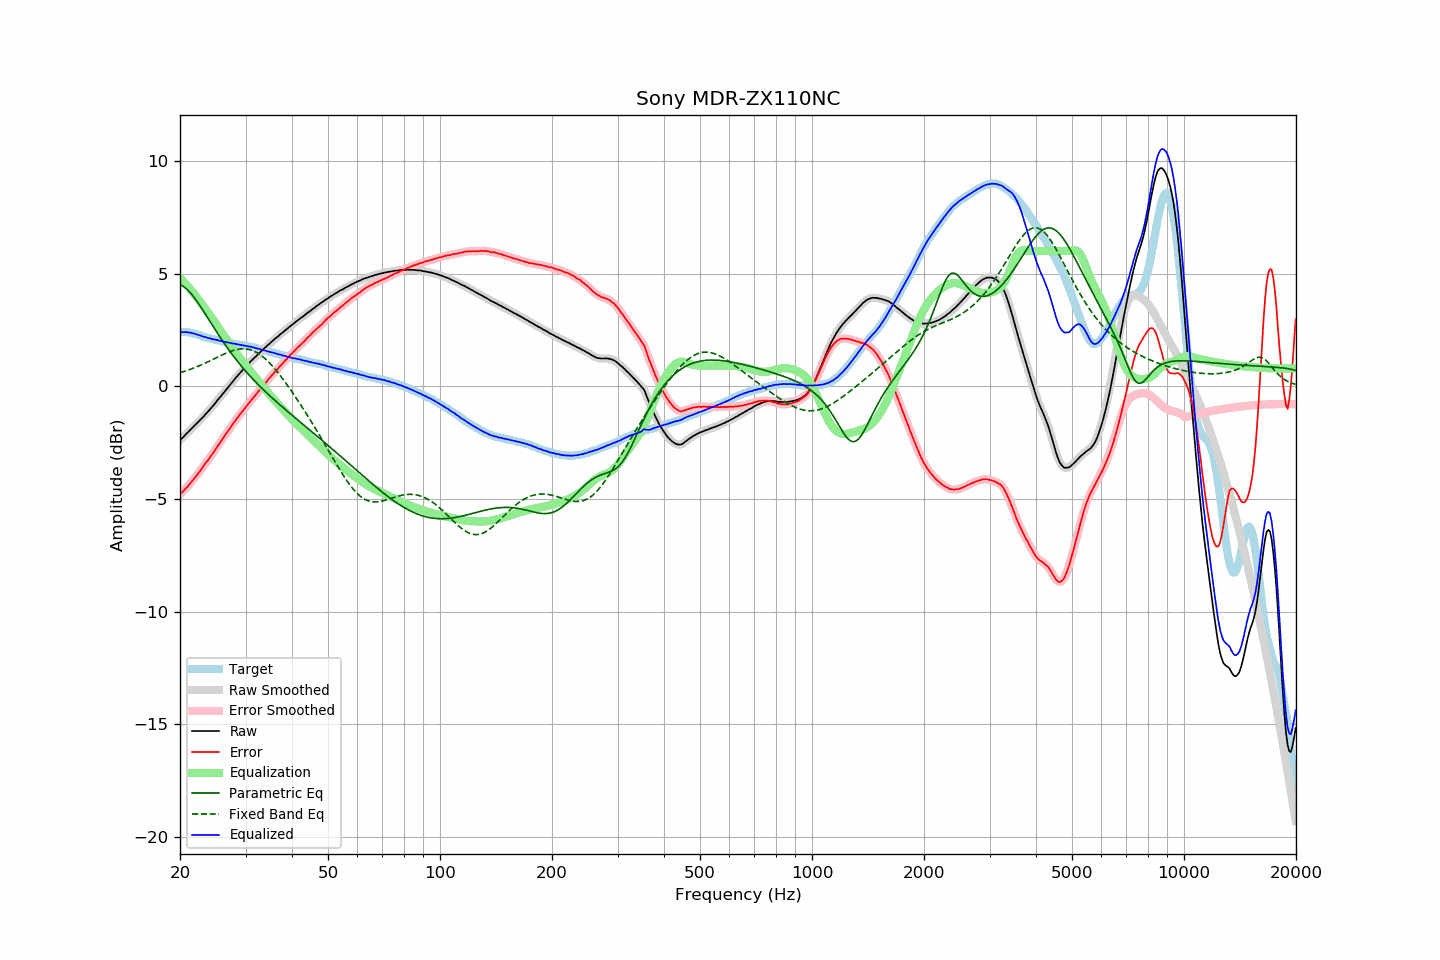 Sony MDR-ZX110NC
10
5
0
−5
−10
−15
−20
Amplitude (dBr)
Target
Raw Smoothed
Error Smoothed
Raw
Error
Equalization
Parametric Eq
Fixed Band Eq
Equalized
20 50 100 200 500 1000 2000 5000 10000 20000
Frequency (Hz)